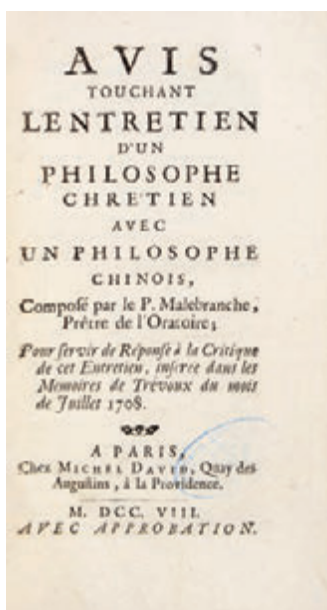 AVIS
TOUCHANT
LENTRETIEN
D'UN
PHILOSOPHE
CHRETIEN
AVEC
UN PHILOSOPHE
CHINOIS,
Composé par le P. Malebranche,
Prêtre de l'Oratoire;
Pour servir de Réponse à la Critique
de cet Entretien, inserée dans les
Memoires de Trévoux du mois
de Juillet 1708.
A PARIS,
Chez MICHEL DAVID, Quay des
Augustins, à la Providence.
M. DCC. VIII.
AVEC APPROBATION.